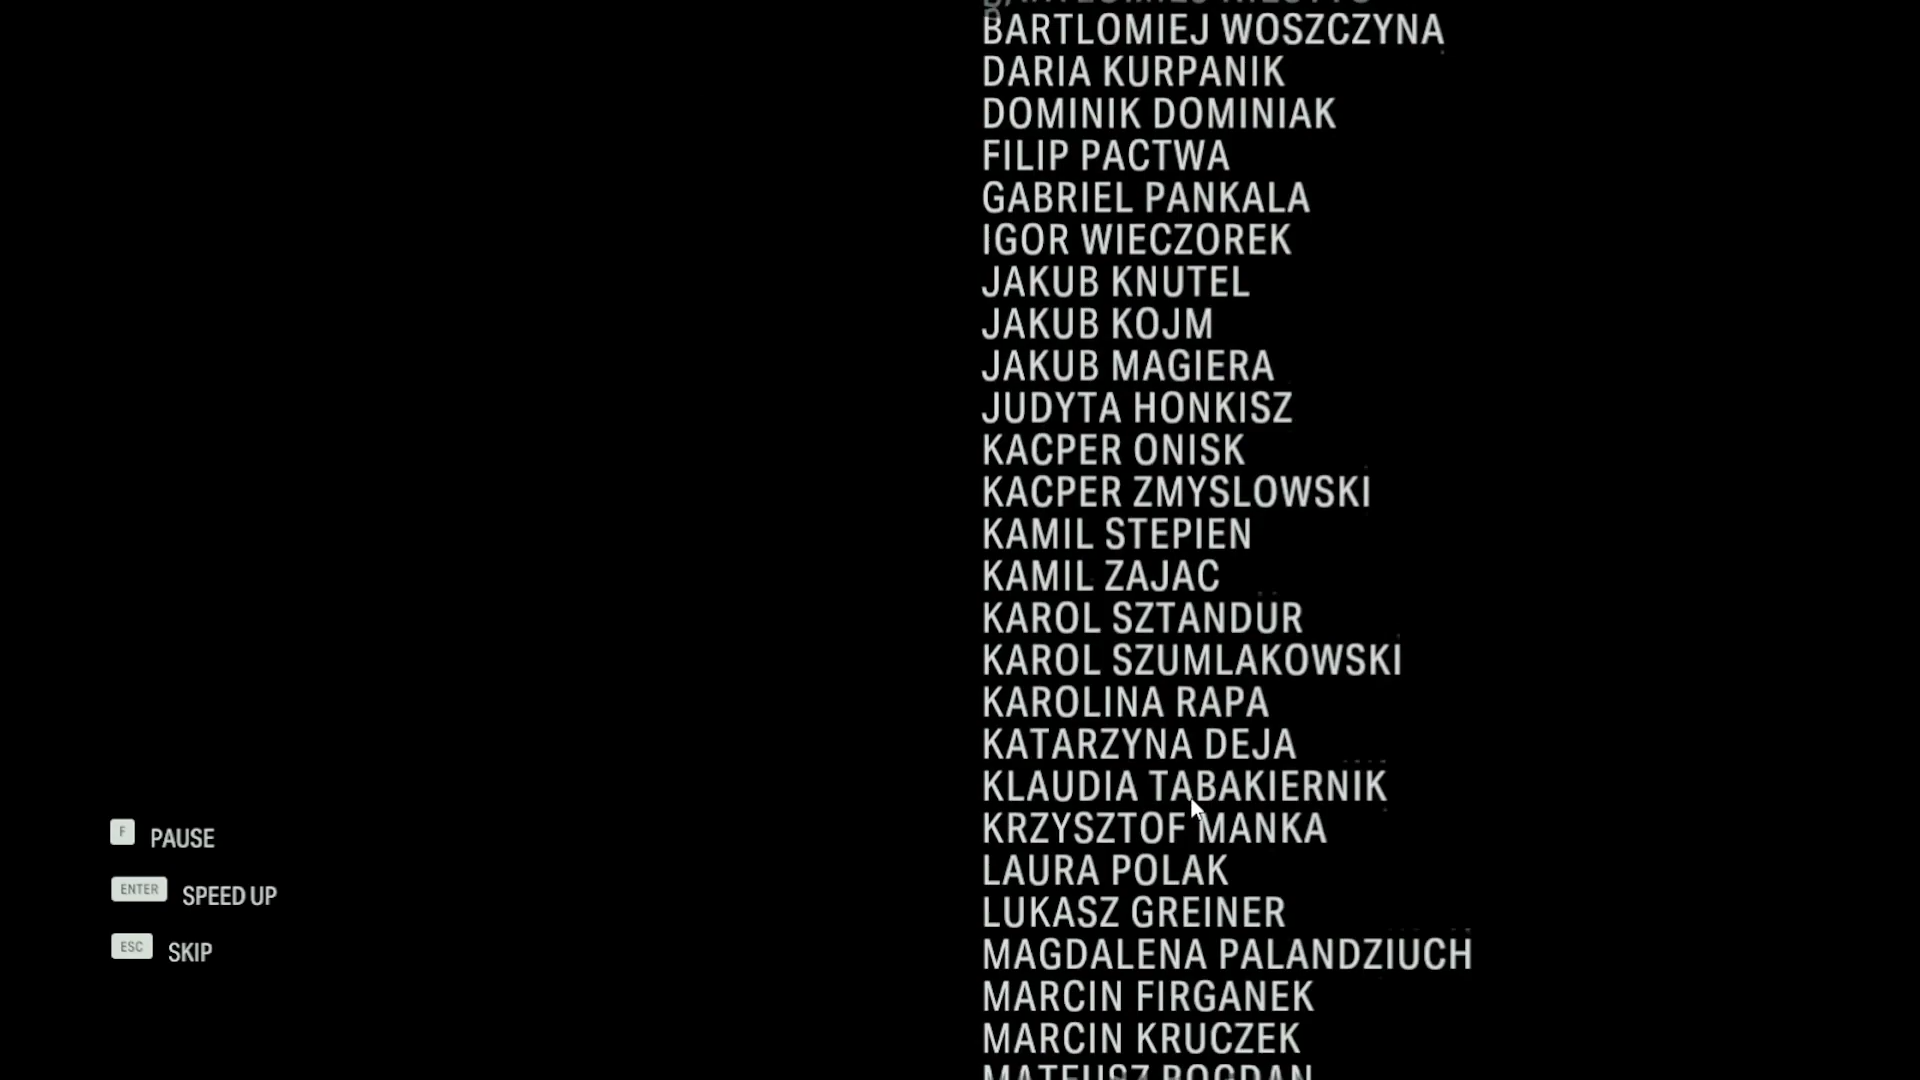 BARTLOMIEJ WOSZCZYNA
DARIA KURPANIK
DOMINIK DOMINIAK
FILIP PACTWA
GABRIEL PANKALA
IGOR WIECZOREK
JAKUB KNUTEL
JAKUB KOJM
JAKUB MAGIERA
JUDYTA HONKISZ
KACPER ONISK
KACPER ZMYSLOWSKI
KAMIL STEPIEN
KAMIL ZAJAC
KAROL SZTANDUR
KAROL SZUMLAKOWSKI
KAROLINA RAPA
KATARZYNA DEJA
KLAUDIA TABAKIERNIK
KRZYSZTOF MANKA
LAURA POLAK
LUKASZ GREINER
MAGDALENA PALANDZIUCH
MARCIN FIRGANEK
MARCIN KRUCZEK
MATEUSZ BOGDAN
F PAUSE
ENTER SPEED UP
ESC SKIP